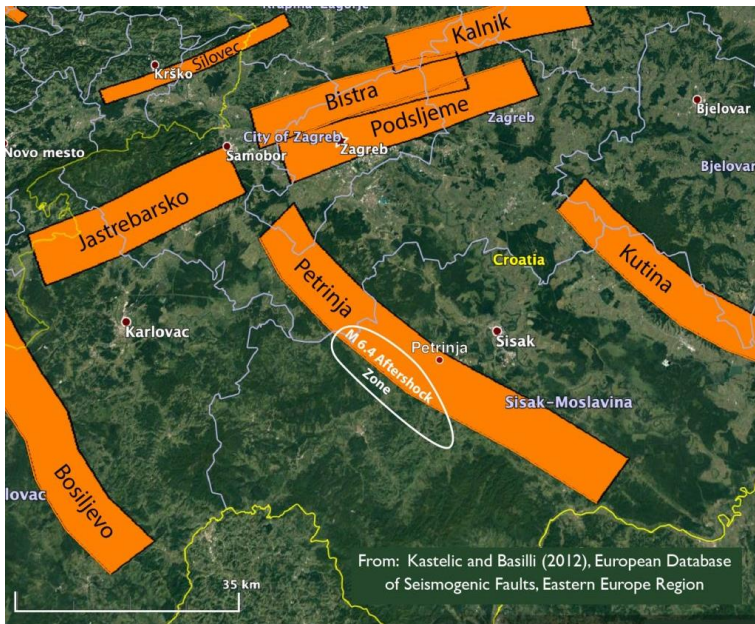 Krapina-Zagorje
Kalnik
Silovec
Krško
Bistra
Bjelovar
City of Zagreb
Podsljeme
Zagreb
Novo mesto
Samobor
Zagreb
Bjelovar
Jastrebarsko
Croatia
Kutina
Petrinja
Karlovac
Sisak
Petrinja
M 6.4 Aftershock
Zone
Sisak-Moslavina
Bosiljevo
lovac
From: Kastelic and Basilli (2012), European Database
of Seismogenic Faults, Eastern Europe Region
35 km